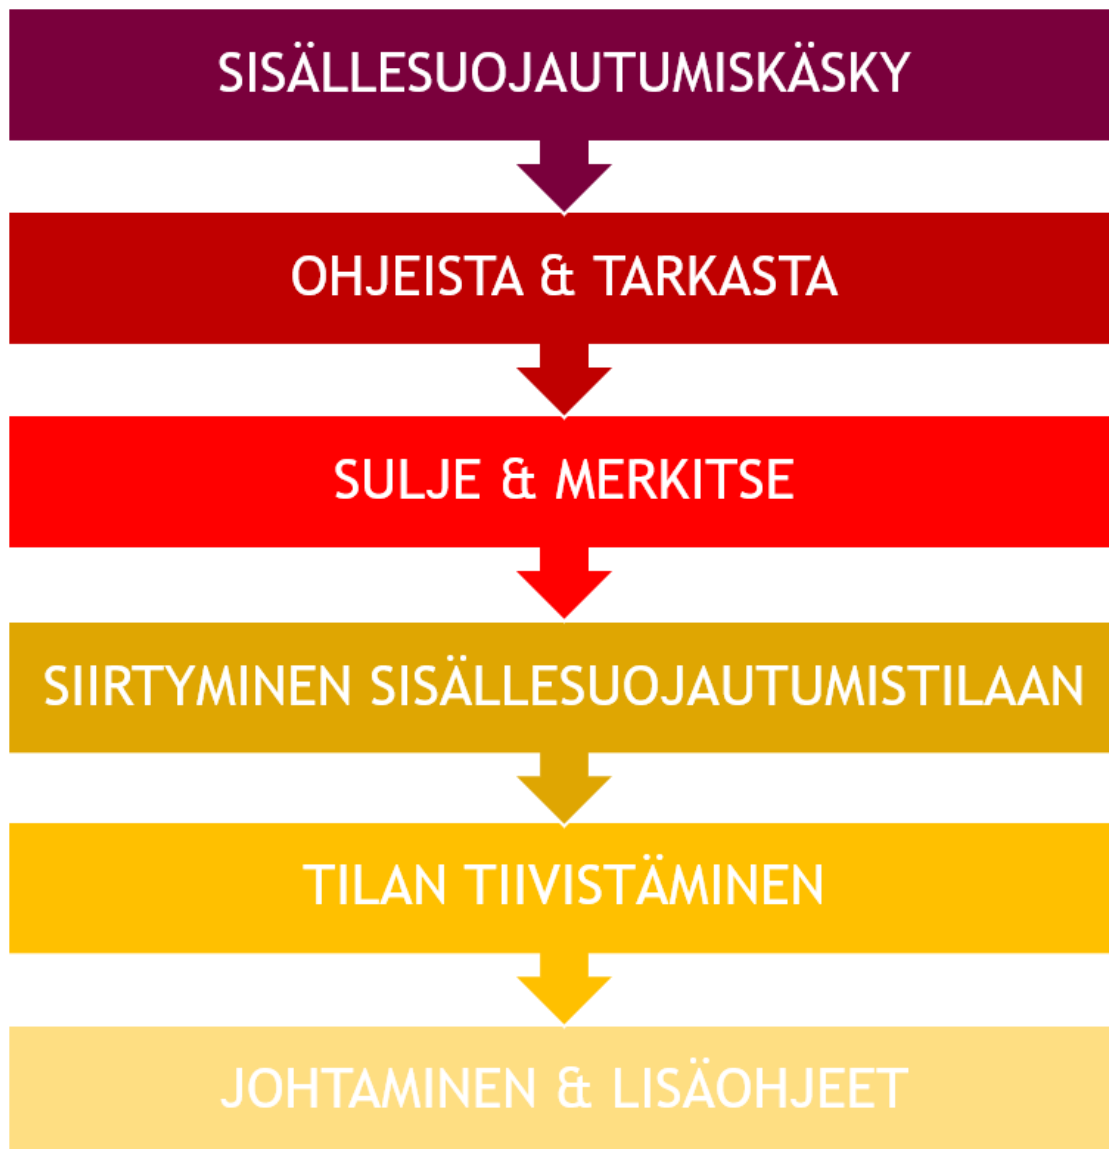 SISÄLLESUOJAUTUMISKÄSKY
OHJEISTA & TARKASTA
SULJE & MERKITSE
SIIRTYMINEN SISÄLLESUOJAUTUMISTILAAN
TILAN TIIVISTÄMINEN
JOHTAMINEN & LISÄOHJEET